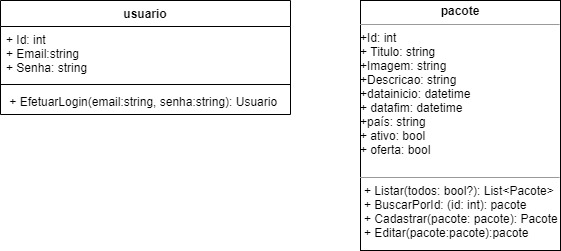 usuario
+ Id: int
+ Email:string
+ Senha: string
+ EfetuarLogin(email:string, senha:string): Usuario
pacote
+Id: int
+ Titulo: string
+Imagem: string
+Descricao: string
+datainicio: datetime
+ datafim: datetime
+país: string
+ ativo: bool
+ oferta: bool
+ Listar(todos: bool?): List<Pacote>
+ BuscarPorId: (id: int): pacote
+ Cadastrar(pacote: pacote): Pacote
+ Editar(pacote:pacote):pacote